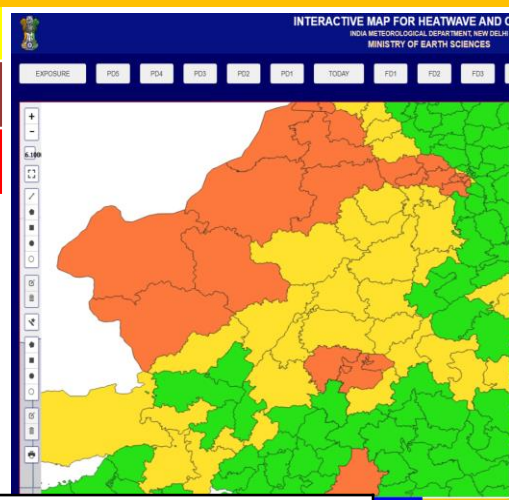 INTERACTIVE MAP FOR HEATWAVE AND C
INDIA METEOROLOGICAL DEPARTMENT, NEW DELHI
MINISTRY OF EARTH SCIENCES
EXPOSURE PD5 PD4 PD3 PD2 PD1 TODAY FD1 FD2 FD3
+
−